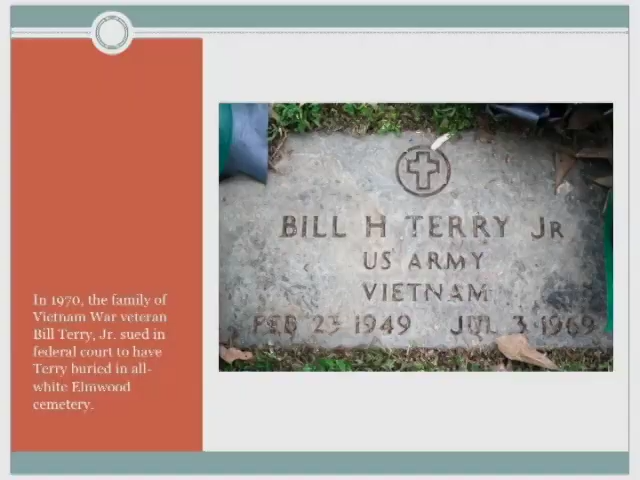 In 1970, the family of
Vietnam War veteran
Bill Terry, Jr. sued in
federal court to have
Terry buried in all-
white Elmwood
cemetery.
BILL H TERRY JR
US ARMY
VIETNAM
FEB 23 1949 JUL 3 1969